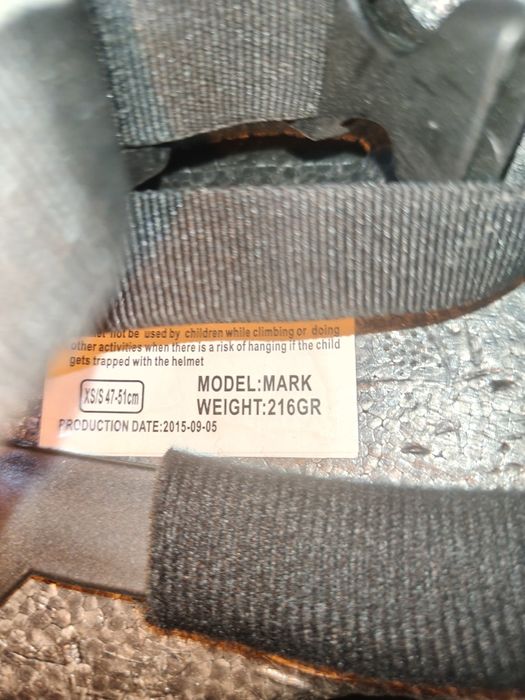 not be used by children while climbing or doing
other activities when there is a risk of hanging if the child
gets trapped with the helmet
XS/S 47-51cm
MODEL:MARK
WEIGHT:216GR
PRODUCTION DATE:2015-09-05